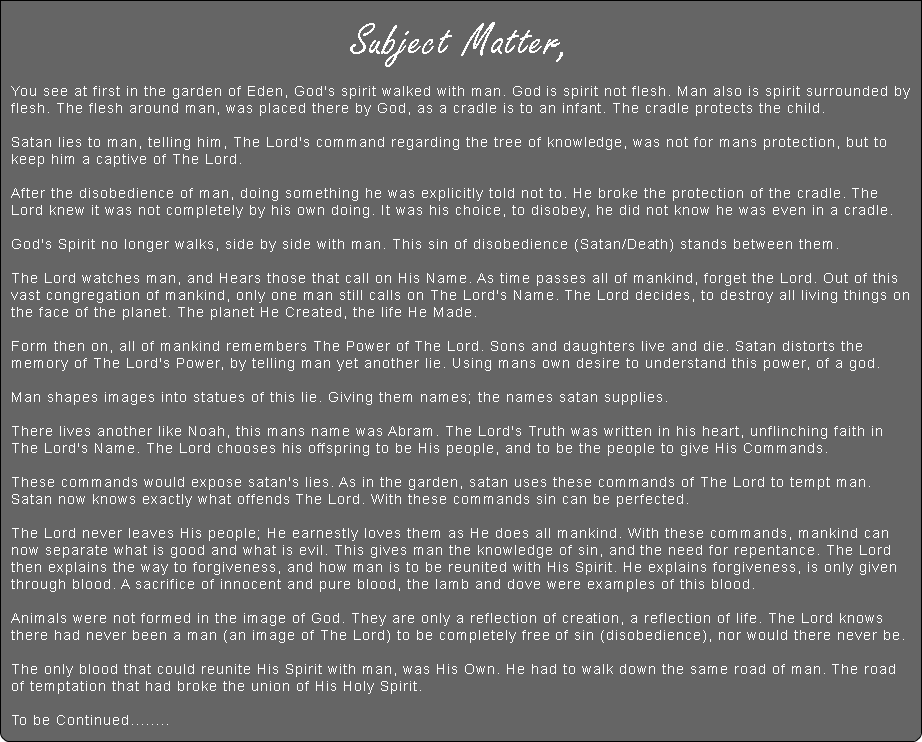 Subject Matter,
You see at first in the garden of Eden, God's spirit walked with man. God is spirit not flesh. Man also is spirit surrounded by
flesh. The flesh around man, was placed there by God, as a cradle is to an infant. The cradle protects the child.
Satan lies to man, telling him, The Lord's command regarding the tree of knowledge, was not for mans protection, but to
keep him a captive of The Lord.
After the disobedience of man, doing something he was explicitly told not to. He broke the protection of the cradle. The
Lord knew it was not completely by his own doing. It was his choice, to disobey, he did not know he was even in a cradle.
God's Spirit no longer walks, side by side with man. This sin of disobedience (Satan/Death) stands between them.
The Lord watches man, and Hears those that call on His Name. As time passes all of mankind, forget the Lord. Out of this
vast congregation of mankind, only one man still calls on The Lord's Name. The Lord decides, to destroy all living things on
the face of the planet. The planet He Created, the life He Made.
Form then on, all of mankind remembers The Power of The Lord. Sons and daughters live and die. Satan distorts the
memory of The Lord's Power, by telling man yet another lie. Using mans own desire to understand this power, of a god.
Man shapes images into statues of this lie. Giving them names; the names satan supplies.
There lives another like Noah, this mans name was Abram. The Lord's Truth was written in his heart, unflinching faith in
The Lord's Name. The Lord chooses his offspring to be His people, and to be the people to give His Commands.
These commands would expose satan's lies. As in the garden, satan uses these commands of The Lord to tempt man.
Satan now knows exactly what offends The Lord. With these commands sin can be perfected.
The Lord never leaves His people; He earnestly loves them as He does all mankind. With these commands, mankind can
now separate what is good and what is evil. This gives man the knowledge of sin, and the need for repentance. The Lord
then explains the way to forgiveness, and how man is to be reunited with His Spirit. He explains forgiveness, is only given
through blood. A sacrifice of innocent and pure blood, the lamb and dove were examples of this blood.
Animals were not formed in the image of God. They are only a reflection of creation, a reflection of life. The Lord knows
there had never been a man (an image of The Lord) to be completely free of sin (disobedience), nor would there never be.
The only blood that could reunite His Spirit with man, was His Own. He had to walk down the same road of man. The road
of temptation that had broke the union of His Holy Spirit.
To be Continued........